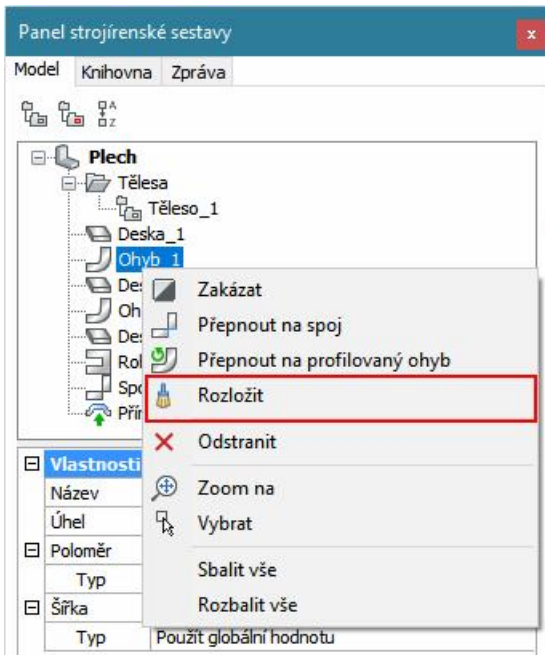 Panel strojírenské sestavy
x
Model Knihovna Zpráva
Plech
Tělesa
Těleso_1
Deska_1
Ohyb_1
Zakázat
Přepnout na spoj
Přepnout na profilovaný ohyb
Rozložit
Odstranit
Zoom na
Vybrat
Sbalit vše
Rozbalit vše
Vlastnosti
Název
Úhel
Poloměr
Typ
Šířka
Typ Použít globální hodnotu